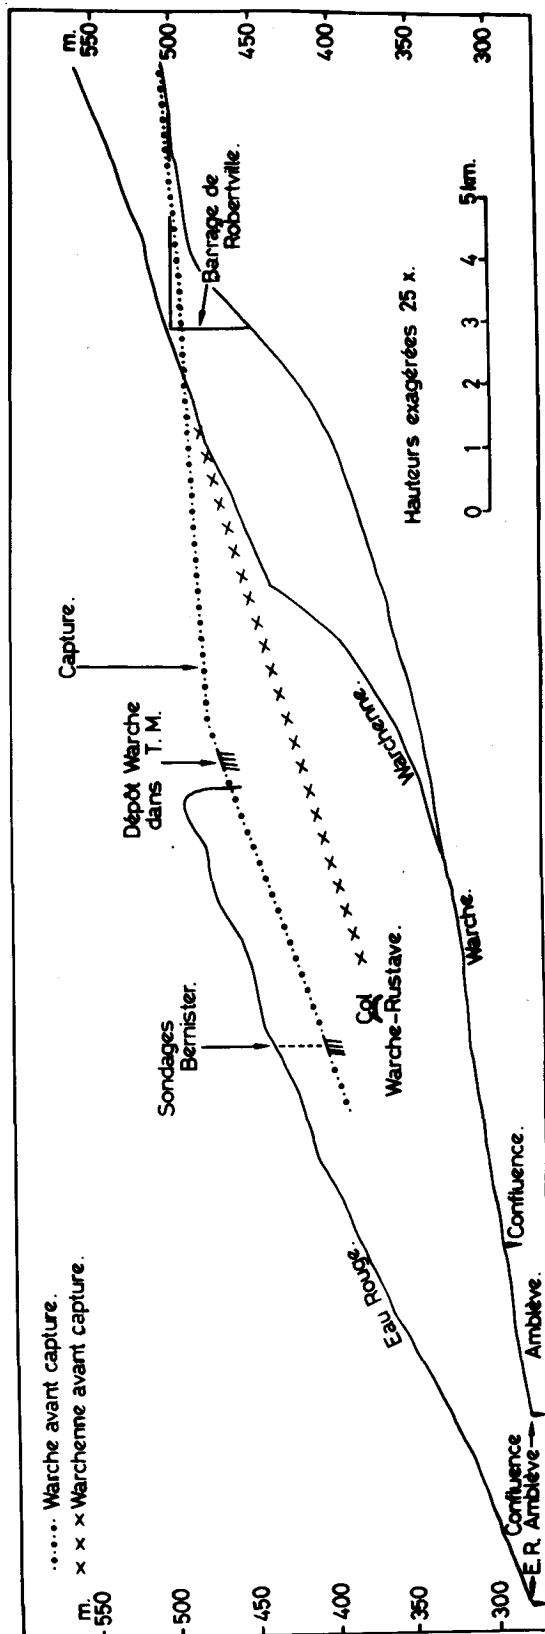 ..... Warche avant capture.
x x x Warchenne avant capture.
m.
550
500
450
400
350
300
m.
550
500
450
400
350
300
Capture.
Dépôt Warche
dans T. M.
Sondages
Bernister.
Barrage de
Robertville.
Eau Rouge.
Col
Warche-Rustave.
Warchenne.
Warche.
Hauteurs exagérées 25 x.
0 1 2 3 4 5 km.
Confluence
E.R. Amblève
Amblève.
Confluence.